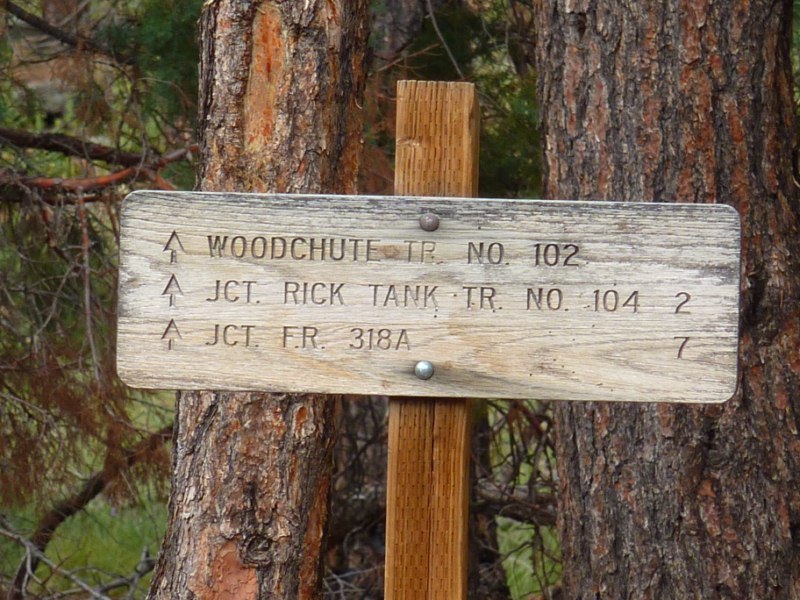 ↑ WOODCHUTE TR. NO. 102
↑ JCT. RICK TANK TR. NO. 104 2
↑ JCT. F.R. 318A 7